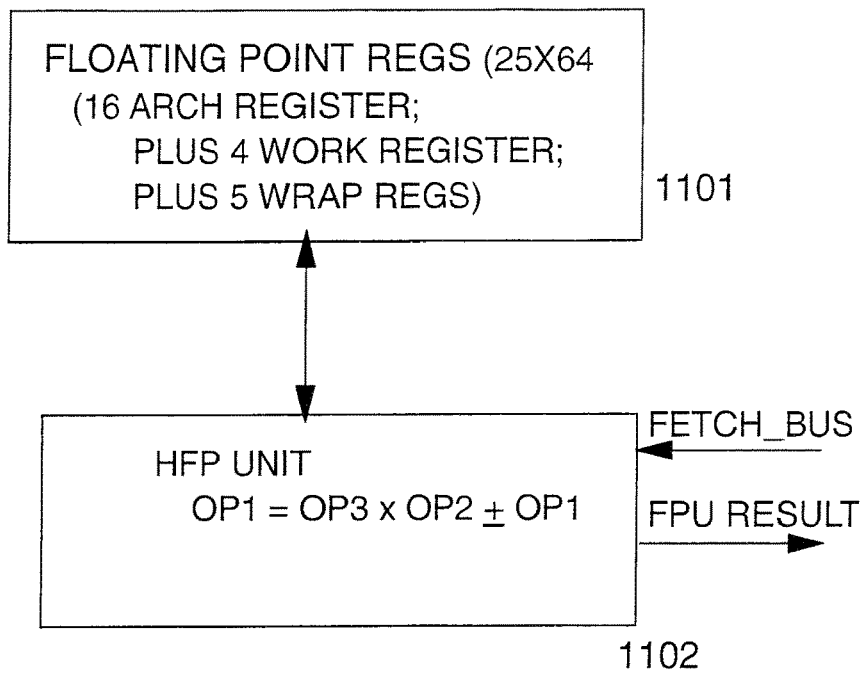 FLOATING POINT REGS (25X64
(16 ARCH REGISTER;
PLUS 4 WORK REGISTER;
PLUS 5 WRAP REGS)
1101
HFP UNIT
OP1 = OP3 x OP2 ± OP1
FETCH_BUS
FPU RESULT
1102